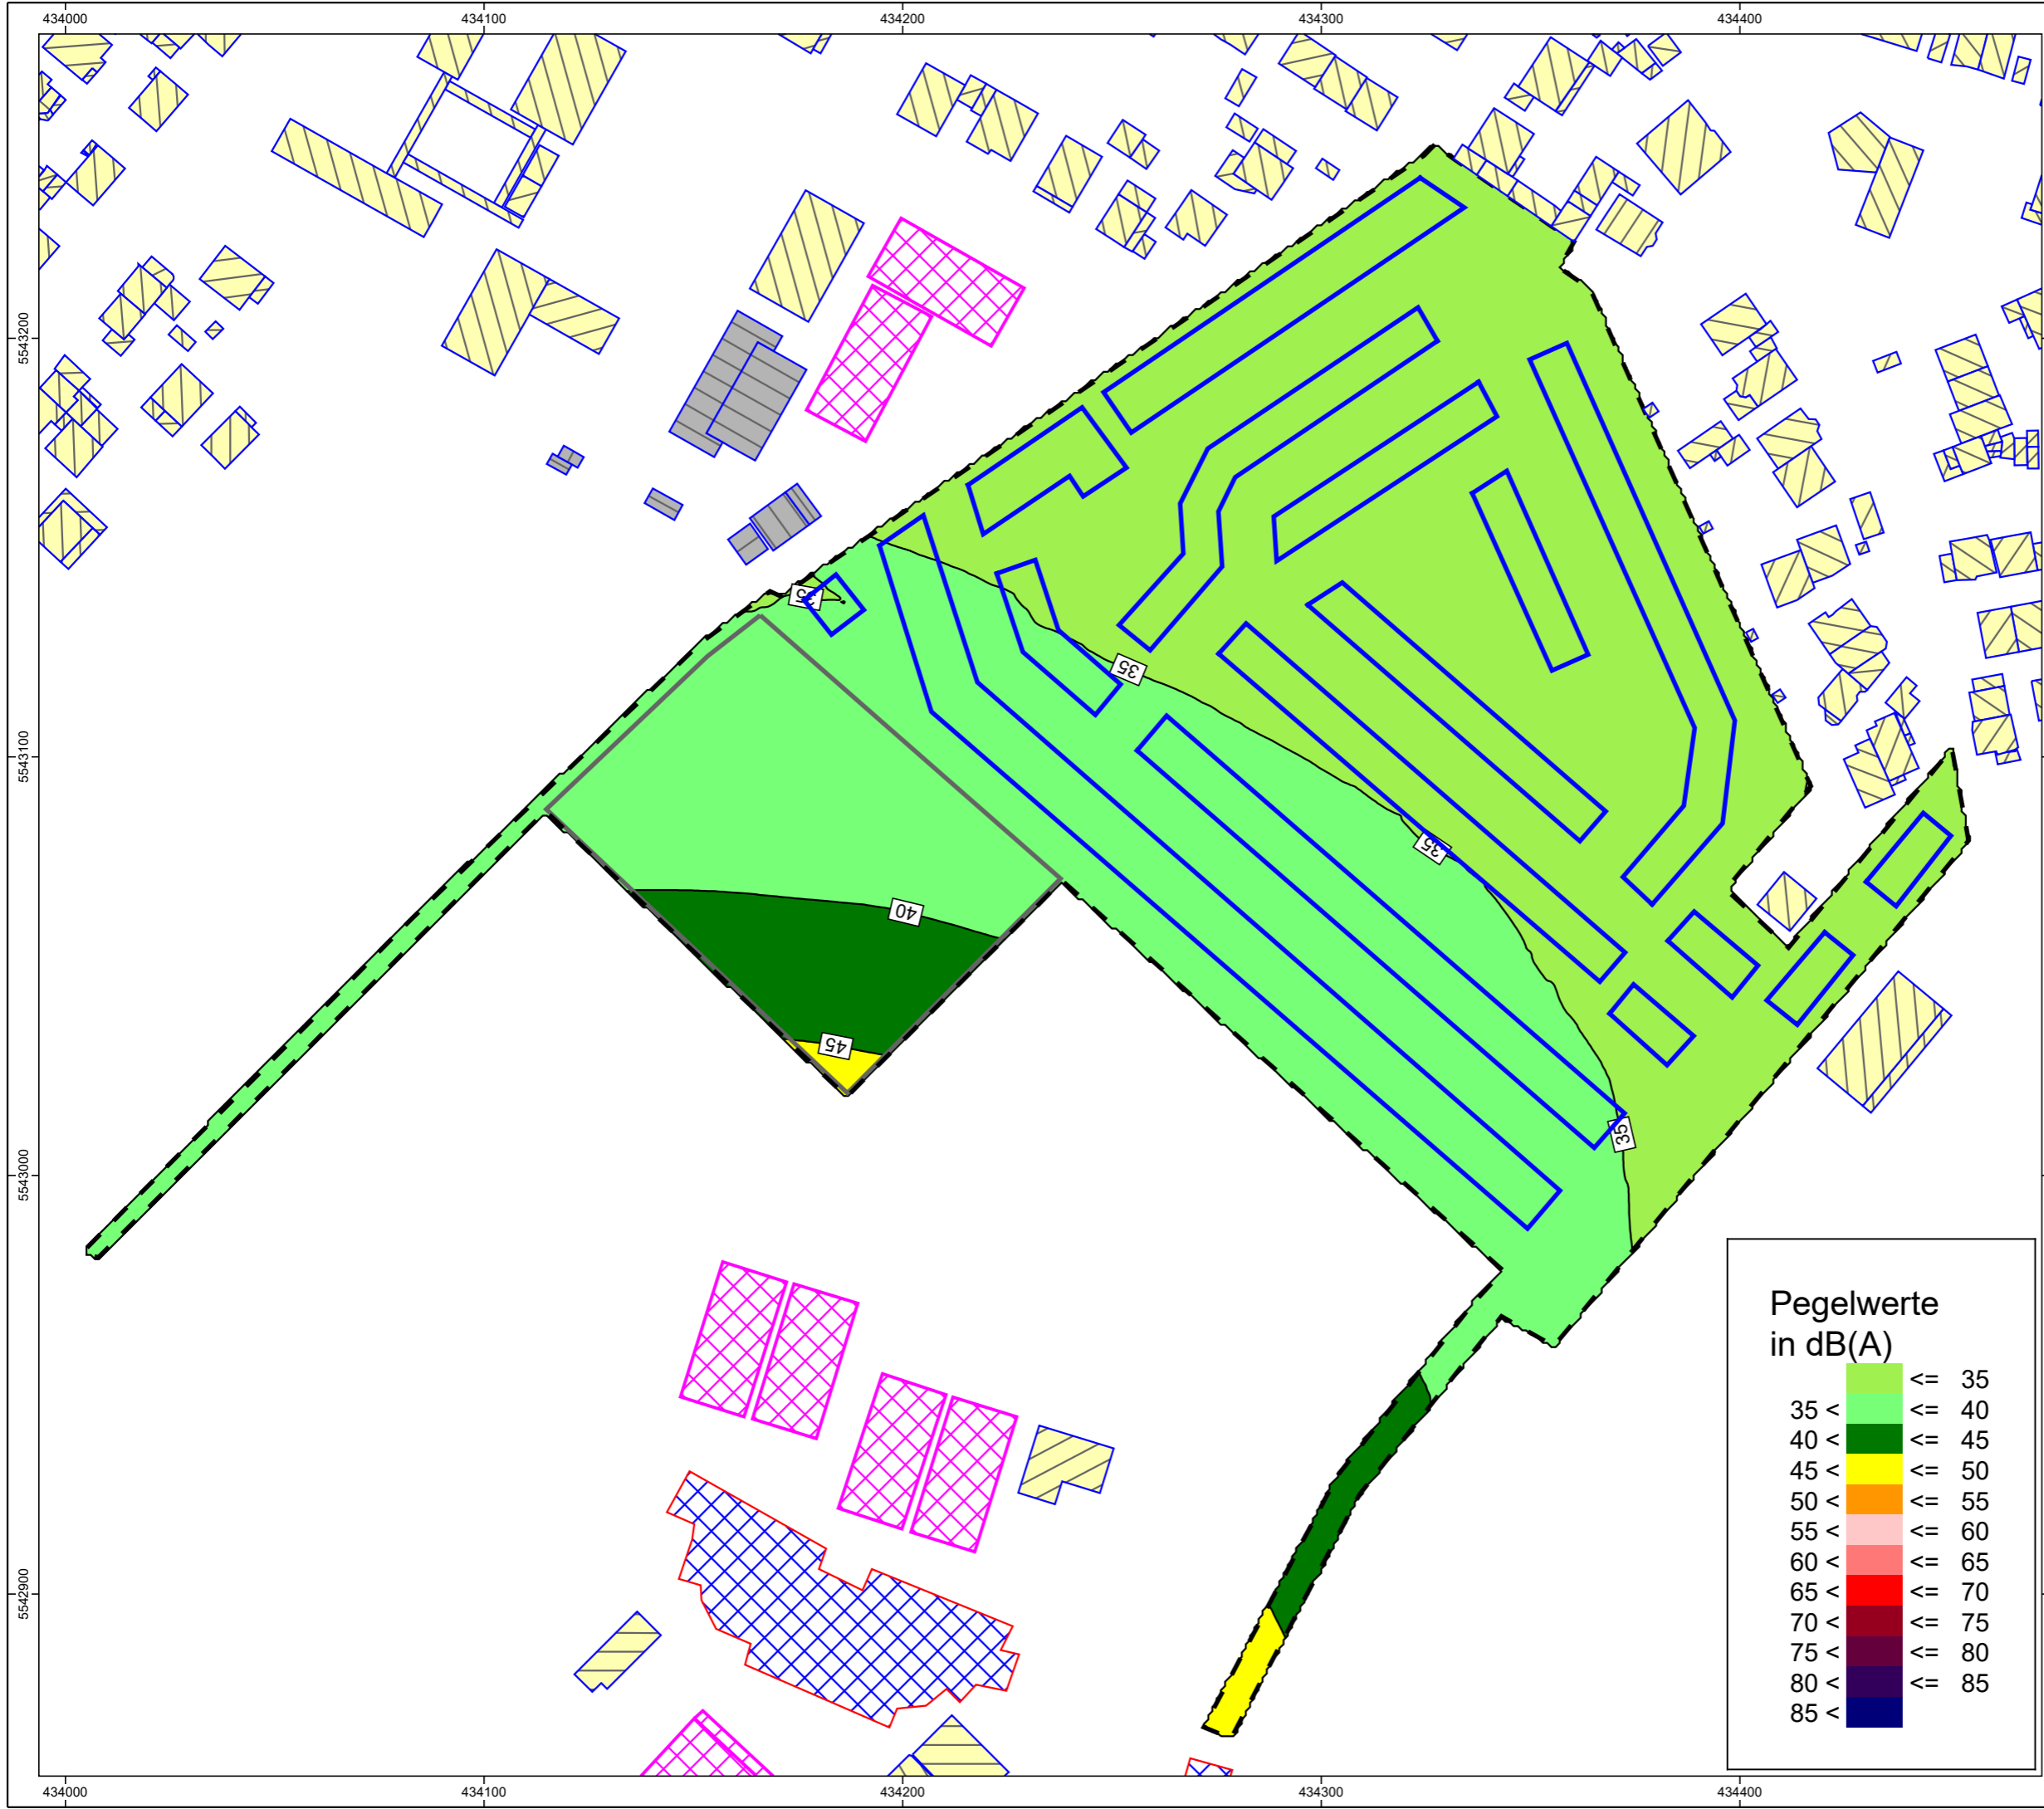 434000 434100 434200 434300 434400
5543200
35
35
5543100
35
40
45
35
5543000
Pegelwerte
in dB(A)
<= 35
35 < <= 40
40 < <= 45
45 < <= 50
50 < <= 55
55 < <= 60
60 < <= 65
65 < <= 70
70 < <= 75
75 < <= 80
80 < <= 85
85 <
5542900
434000 434100 434200 434300 434400